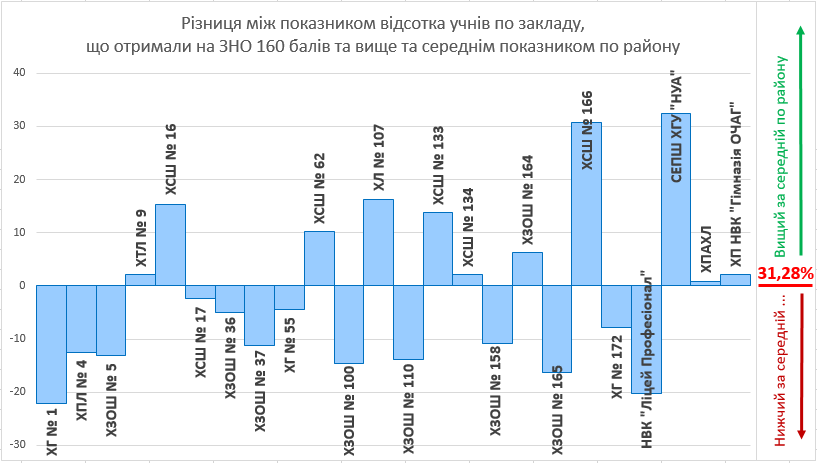 Різниця між показником відсотка учнів по закладу,
що отримали на ЗНО 160 балів та вище та середнім показником по району
40
30
20
10
0
-10
-20
-30
ХГ № 1
ХПЛ № 4
ХЗОШ № 5
ХТЛ № 9
ХСШ № 16
ХСШ № 17
ХЗОШ № 36
ХЗОШ № 37
ХГ № 55
ХСШ № 62
ХЗОШ № 100
ХЛ № 107
ХЗОШ № 110
ХСШ № 133
ХСШ № 134
ХЗОШ № 158
ХЗОШ № 164
ХЗОШ № 165
ХСШ № 166
ХГ № 172
НВК "Ліцей Професіонал"
СЕПШ ХГУ "НУА"
ХПАХЛ
ХП НВК "Гімназія ОЧАГ"
Вищий за середній по району
31,28%
Нижчий за середній ...